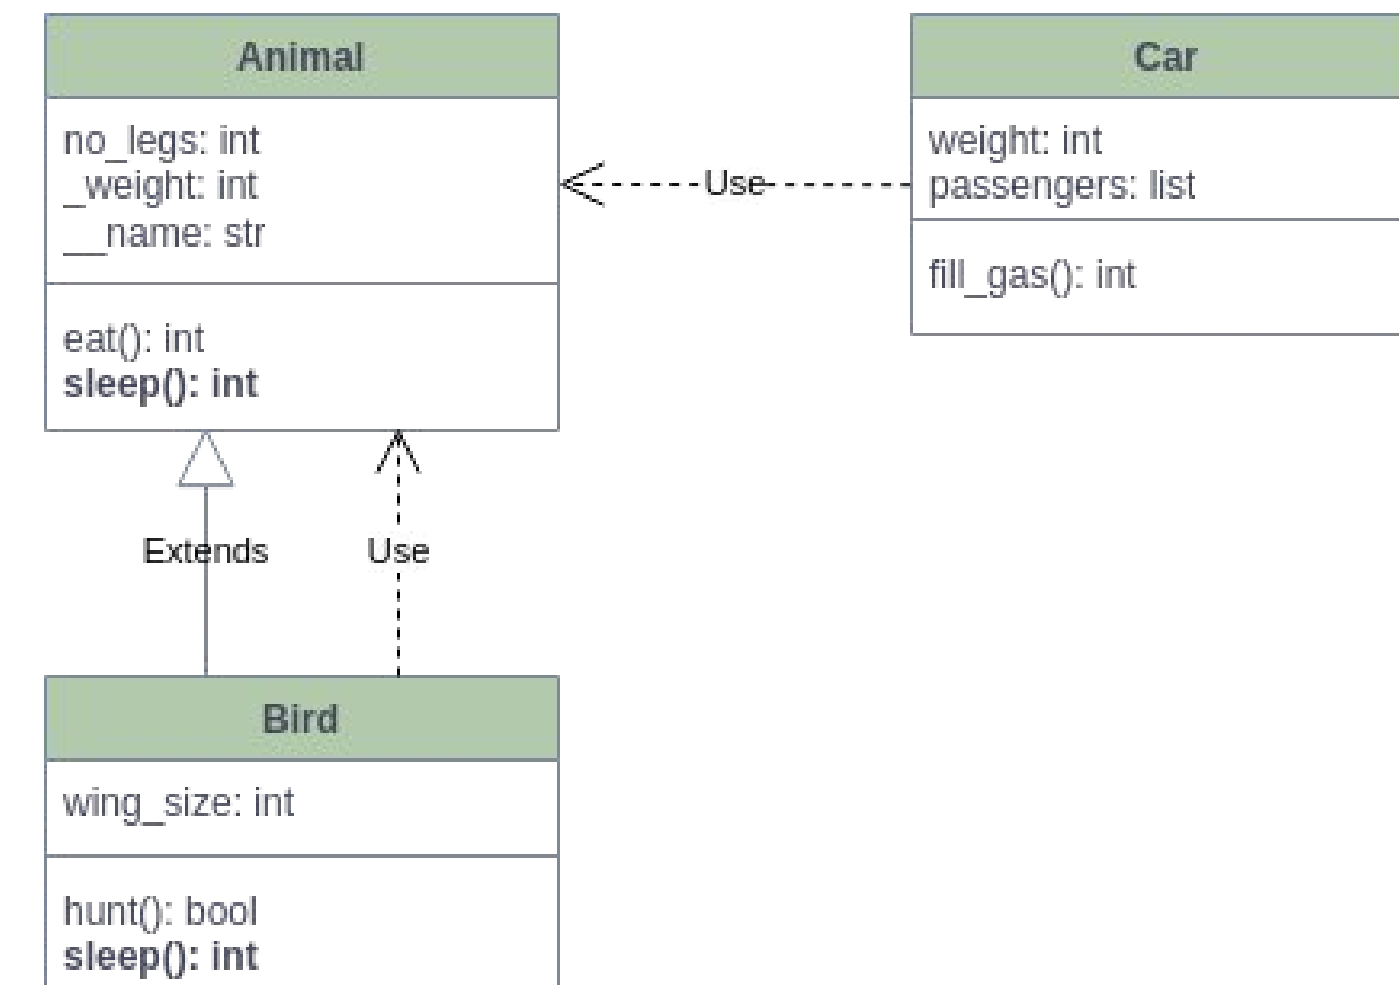 Animal
no_legs: int
_weight: int
__name: str
eat(): int
sleep(): int
Use
Car
weight: int
passengers: list
fill_gas(): int
Extends
Use
Bird
wing_size: int
hunt(): bool
sleep(): int